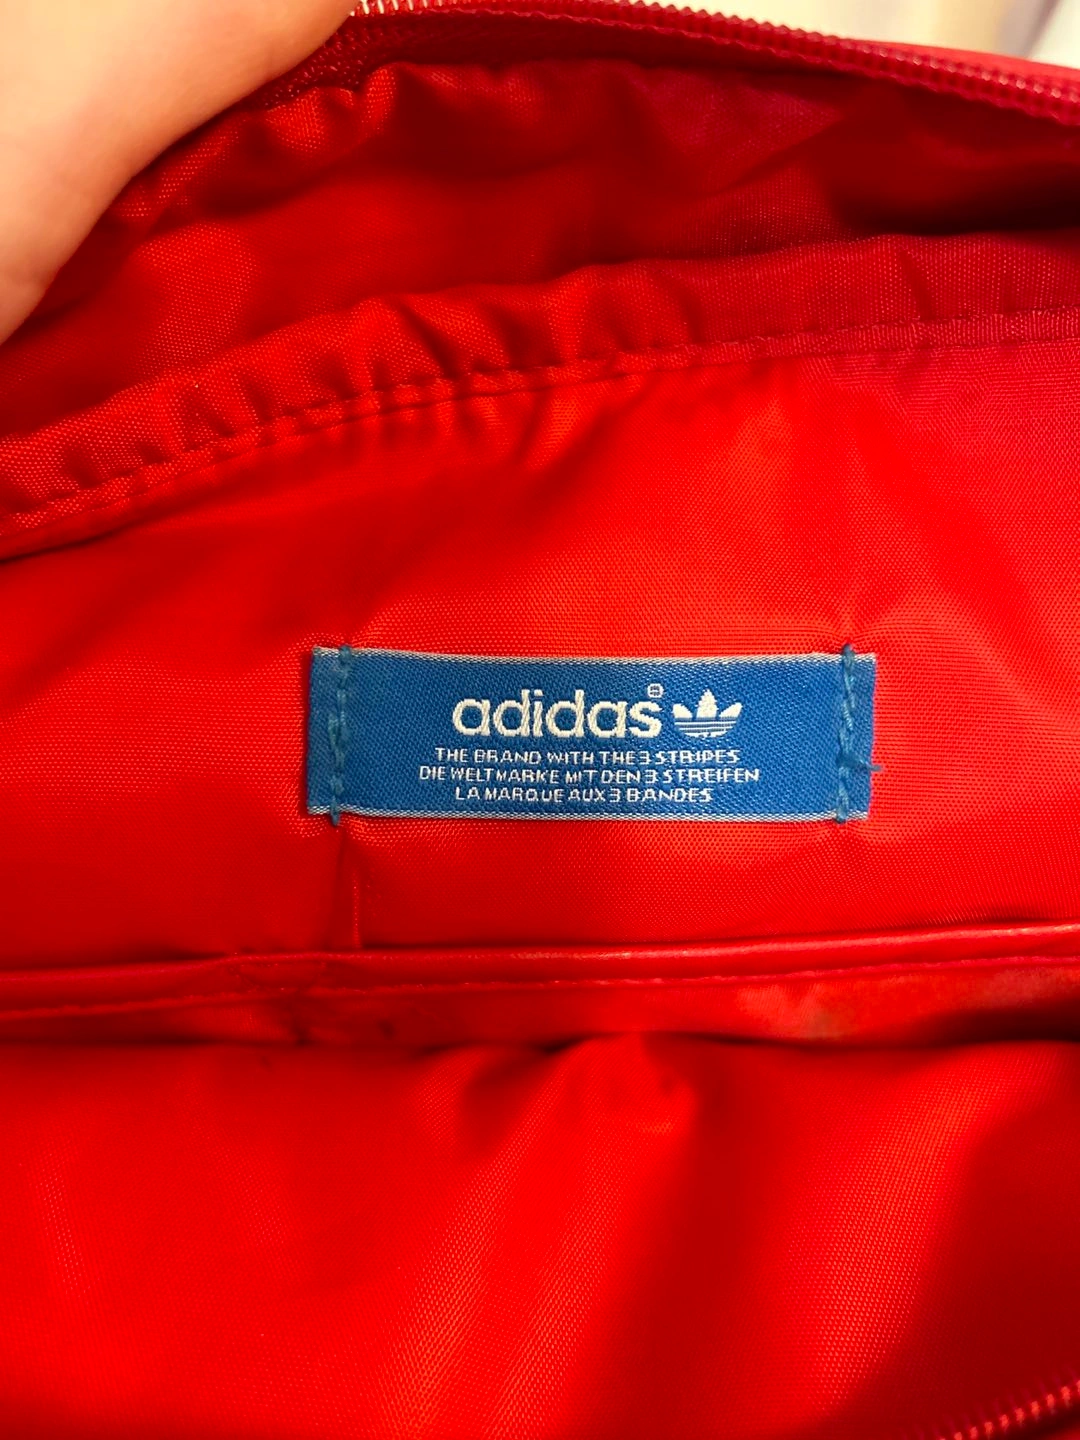 adidas®
THE BRAND WITH THE 3 STRIPES
DIE WELTMARKE MIT DEN 3 STREIFEN
LA MARQUE AUX 3 BANDES